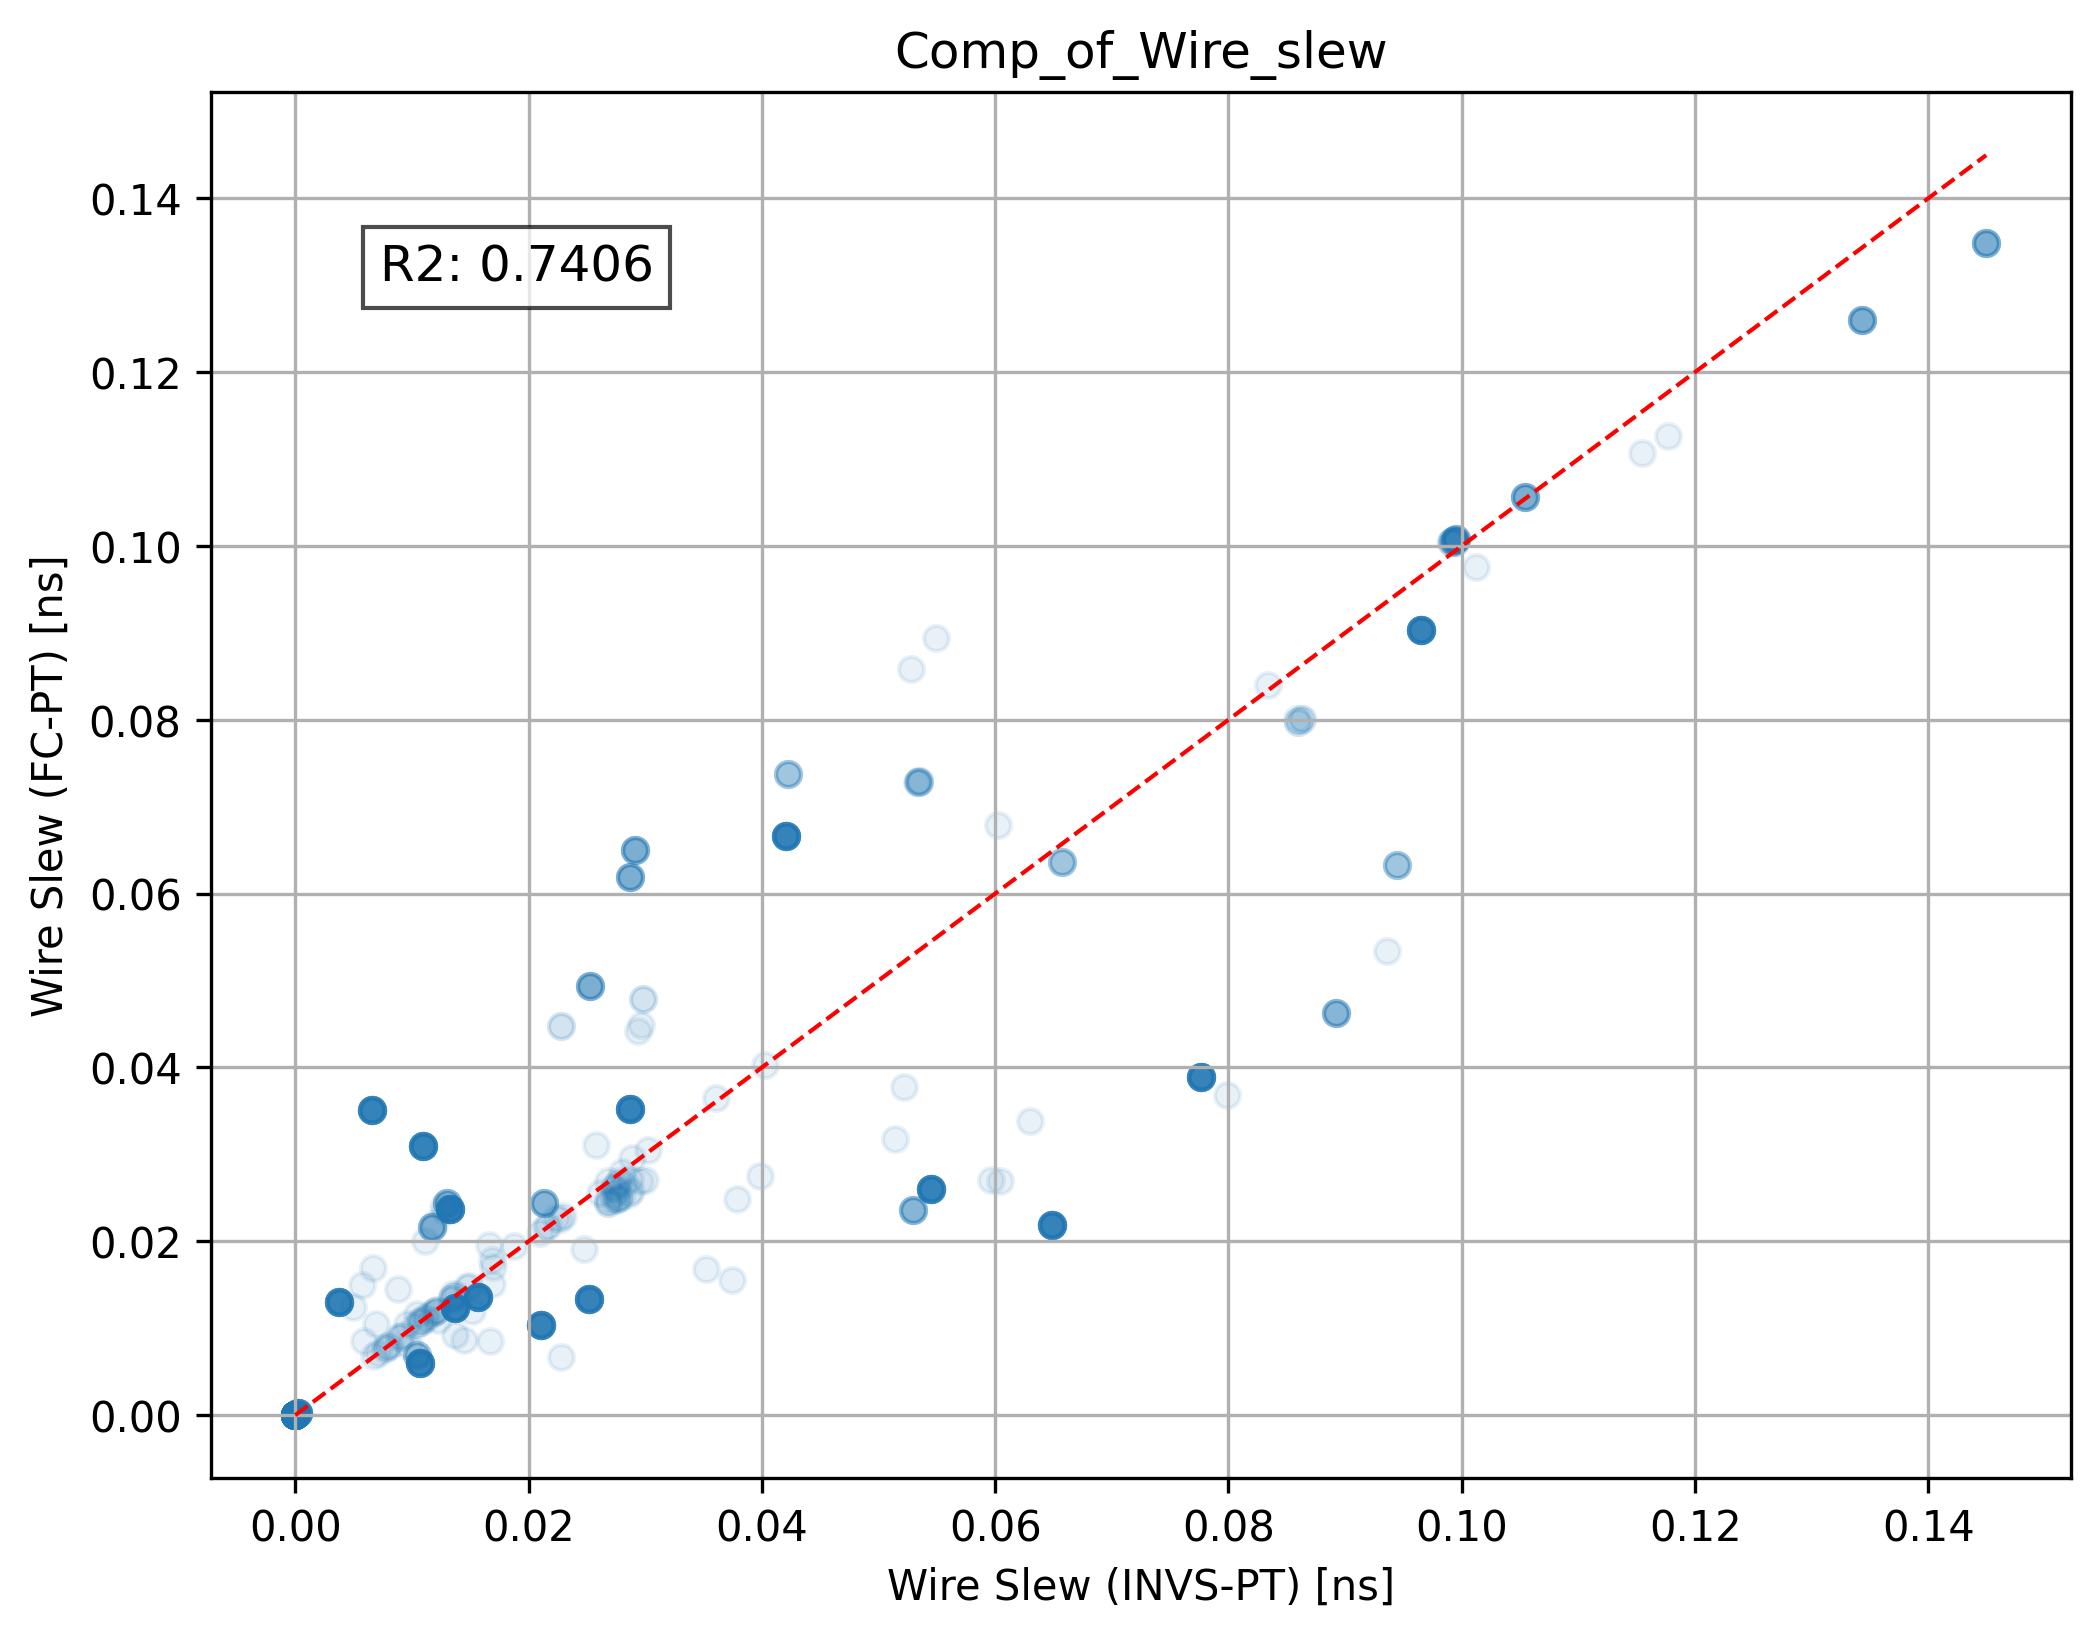 Comp_of_Wire_slew
R2: 0.7406
Wire Slew (FC-PT) [ns]
0.14
0.12
0.10
0.08
0.06
0.04
0.02
0.00
0.00 0.02 0.04 0.06 0.08 0.10 0.12 0.14
Wire Slew (INVS-PT) [ns]